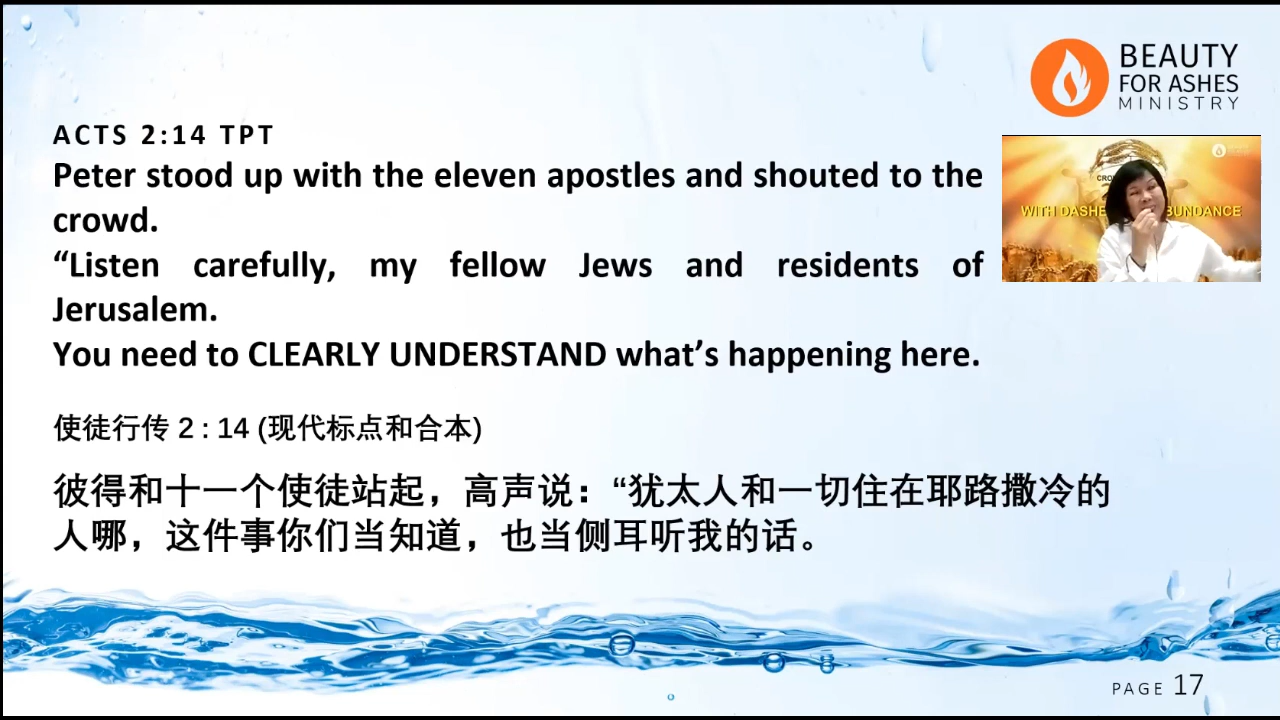 BEAUTY
FOR ASHES
MINISTRY
ACTS 2:14 TPT
Peter stood up with the eleven apostles and shouted to the
crowd.
“Listen carefully, my fellow Jews and residents of
Jerusalem.
You need to CLEARLY UNDERSTAND what’s happening here.
WITH DASHE BUNDANCE
使徒行传 2 : 14 (现代标点和合本)
彼得和十一个使徒站起，高声说：“犹太人和一切住在耶路撒冷的
人哪，这件事你们当知道，也当侧耳听我的话。
PAGE 17